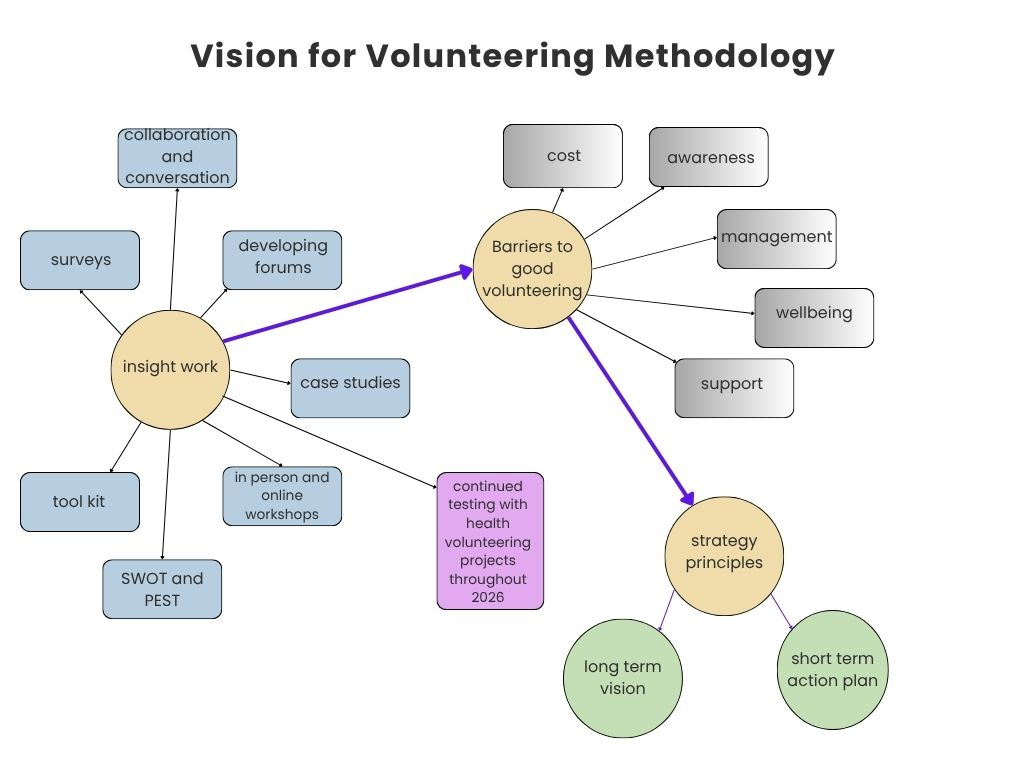 Vision for Volunteering Methodology
collaboration
and
conversation
surveys
developing
forums
insight work
case studies
tool kit
in person and
online
workshops
SWOT and
PEST
continued
testing with
health
volunteering
projects
throughout
2026
Barriers to
good
volunteering
cost
awareness
management
wellbeing
support
strategy
principles
long term
vision
short term
action plan